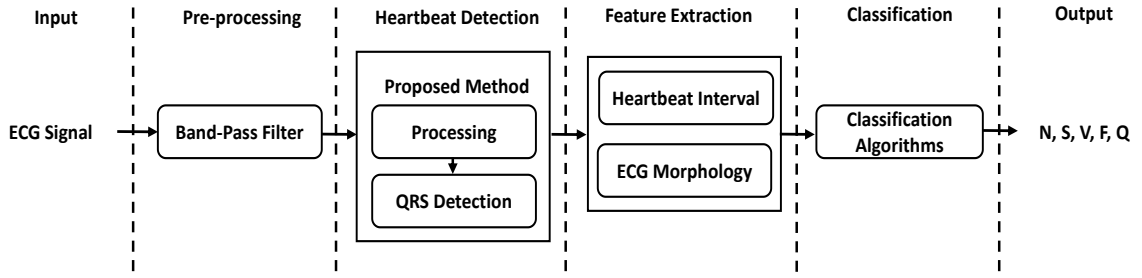 Input
Pre-processing
Heartbeat Detection
Feature Extraction
Classification
Output
ECG Signal
Band-Pass Filter
Proposed Method
Processing
QRS Detection
Heartbeat Interval
ECG Morphology
Classification
Algorithms
N, S, V, F, Q